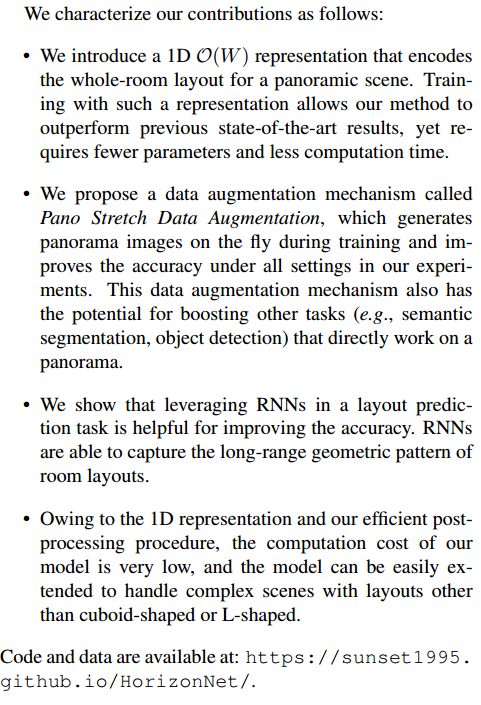 We characterize our contributions as follows:
• We introduce a 1D O(W) representation that encodes
the whole-room layout for a panoramic scene. Train-
ing with such a representation allows our method to
outperform previous state-of-the-art results, yet re-
quires fewer parameters and less computation time.
• We propose a data augmentation mechanism called
Pano Stretch Data Augmentation, which generates
panorama images on the fly during training and im-
proves the accuracy under all settings in our experi-
ments. This data augmentation mechanism also has
the potential for boosting other tasks (e.g., semantic
segmentation, object detection) that directly work on a
panorama.
• We show that leveraging RNNs in a layout predic-
tion task is helpful for improving the accuracy. RNNs
are able to capture the long-range geometric pattern of
room layouts.
• Owing to the 1D representation and our efficient post-
processing procedure, the computation cost of our
model is very low, and the model can be easily ex-
tended to handle complex scenes with layouts other
than cuboid-shaped or L-shaped.
Code and data are available at: https://sunset1995.
github.io/HorizonNet/.